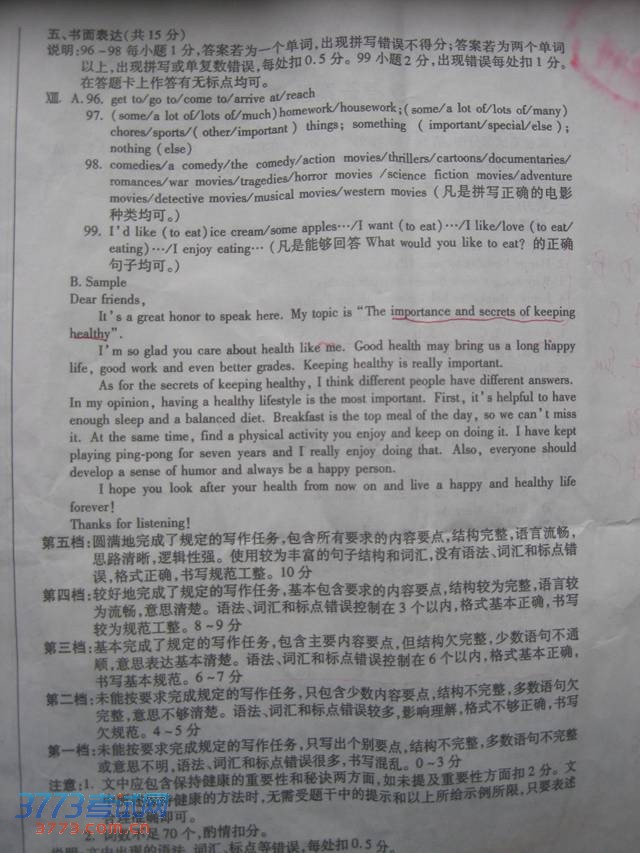 五、书面表达(共15分)
说明:96-98每小题1分,答案若为一个单词,出现拼写错误不得分;答案若为两个单词
以上,出现拼写或单复数错误,每处扣0.5分。99小题2分,出现错误每处扣1分。
在答题卡上作答有无标点均可。
XIII. A.96. get to/go to/come to/arrive at/reach
97. (some/a lot of/lots of/much)homework/housework;(some/a lot of/lots of/many)
chores/sports/(other/important) things; something (important/special/else);
nothing (else)
98. comedies/a comedy/the comedy/action movies/thrillers/cartoons/documentaries/
romances/war movies/tragedies/horror movies /science fiction movies/adventure
movies/detective movies/musical movies/western movies (凡是拼写正确的电影
种类均可。)
99. I'd like (to eat)ice cream/some apples…/I want (to eat)…/I like/love (to eat/
eating)…/I enjoy eating… (凡是能够回答 What would you like to eat? 的正确
句子均可。)
B. Sample
Dear friends,
It's a great honor to speak here. My topic is "The importance and secrets of keeping
healthy".
I'm so glad you care about health like me. Good health may bring us a long happy
life, good work and even better grades. Keeping healthy is really important.
As for the secrets of keeping healthy, I think different people have different answers.
In my opinion, having a healthy lifestyle is the most important. First, it's helpful to have
enough sleep and a balanced diet. Breakfast is the top meal of the day, so we can't miss
it. At the same time, find a physical activity you enjoy and keep on doing it. I have kept
playing ping-pong for seven years and I really enjoy doing that. Also, everyone should
develop a sense of humor and always be a happy person.
I hope you look after your health from now on and live a happy and healthy life
forever!
Thanks for listening!
第五档:圆满地完成了规定的写作任务,包含所有要求的内容要点,结构完整,语言流畅,
思路清晰,逻辑性强。使用较为丰富的句子结构和词汇,没有语法、词汇和标点错
误,格式正确,书写规范工整。10分
第四档:较好地完成了规定的写作任务,基本包含要求的内容要点,结构较为完整,语言较
为流畅,意思清楚。语法、词汇和标点错误控制在3个以内,格式基本正确,书写
较为规范工整。8~9分
第三档:基本完成了规定的写作任务,包含主要内容要点,但结构欠完整,少数语句不通
顺,意思表达基本清楚。语法、词汇和标点错误控制在6个以内,格式基本正确,
书写基本规范。6~7分
第二档:未能按要求完成规定的写作任务,只包含少数内容要点,结构不完整,多数语句欠
完整,意思不够清楚。语法、词汇和标点错误较多,影响理解,格式不够正确,书写
欠规范。4~5分
第一档:未能按要求完成规定的写作任务,只写出个别要点,结构不完整,多数语句不完整
或意思不明,语法、词汇和标点错误很多,书写混乱。0~3分
注意:1. 文中应包含保持健康的重要性和秘诀两方面,如未提及重要性方面扣2分。文
健康的方法时,无需受题干中的提示和以上所给示例所限,只要表述
确即可。
2. 词数不足70个,酌情扣分。
说明:文中出现的语法、词汇、标点等错误,每处扣0.5分。
3773考试网
3773.com.cn